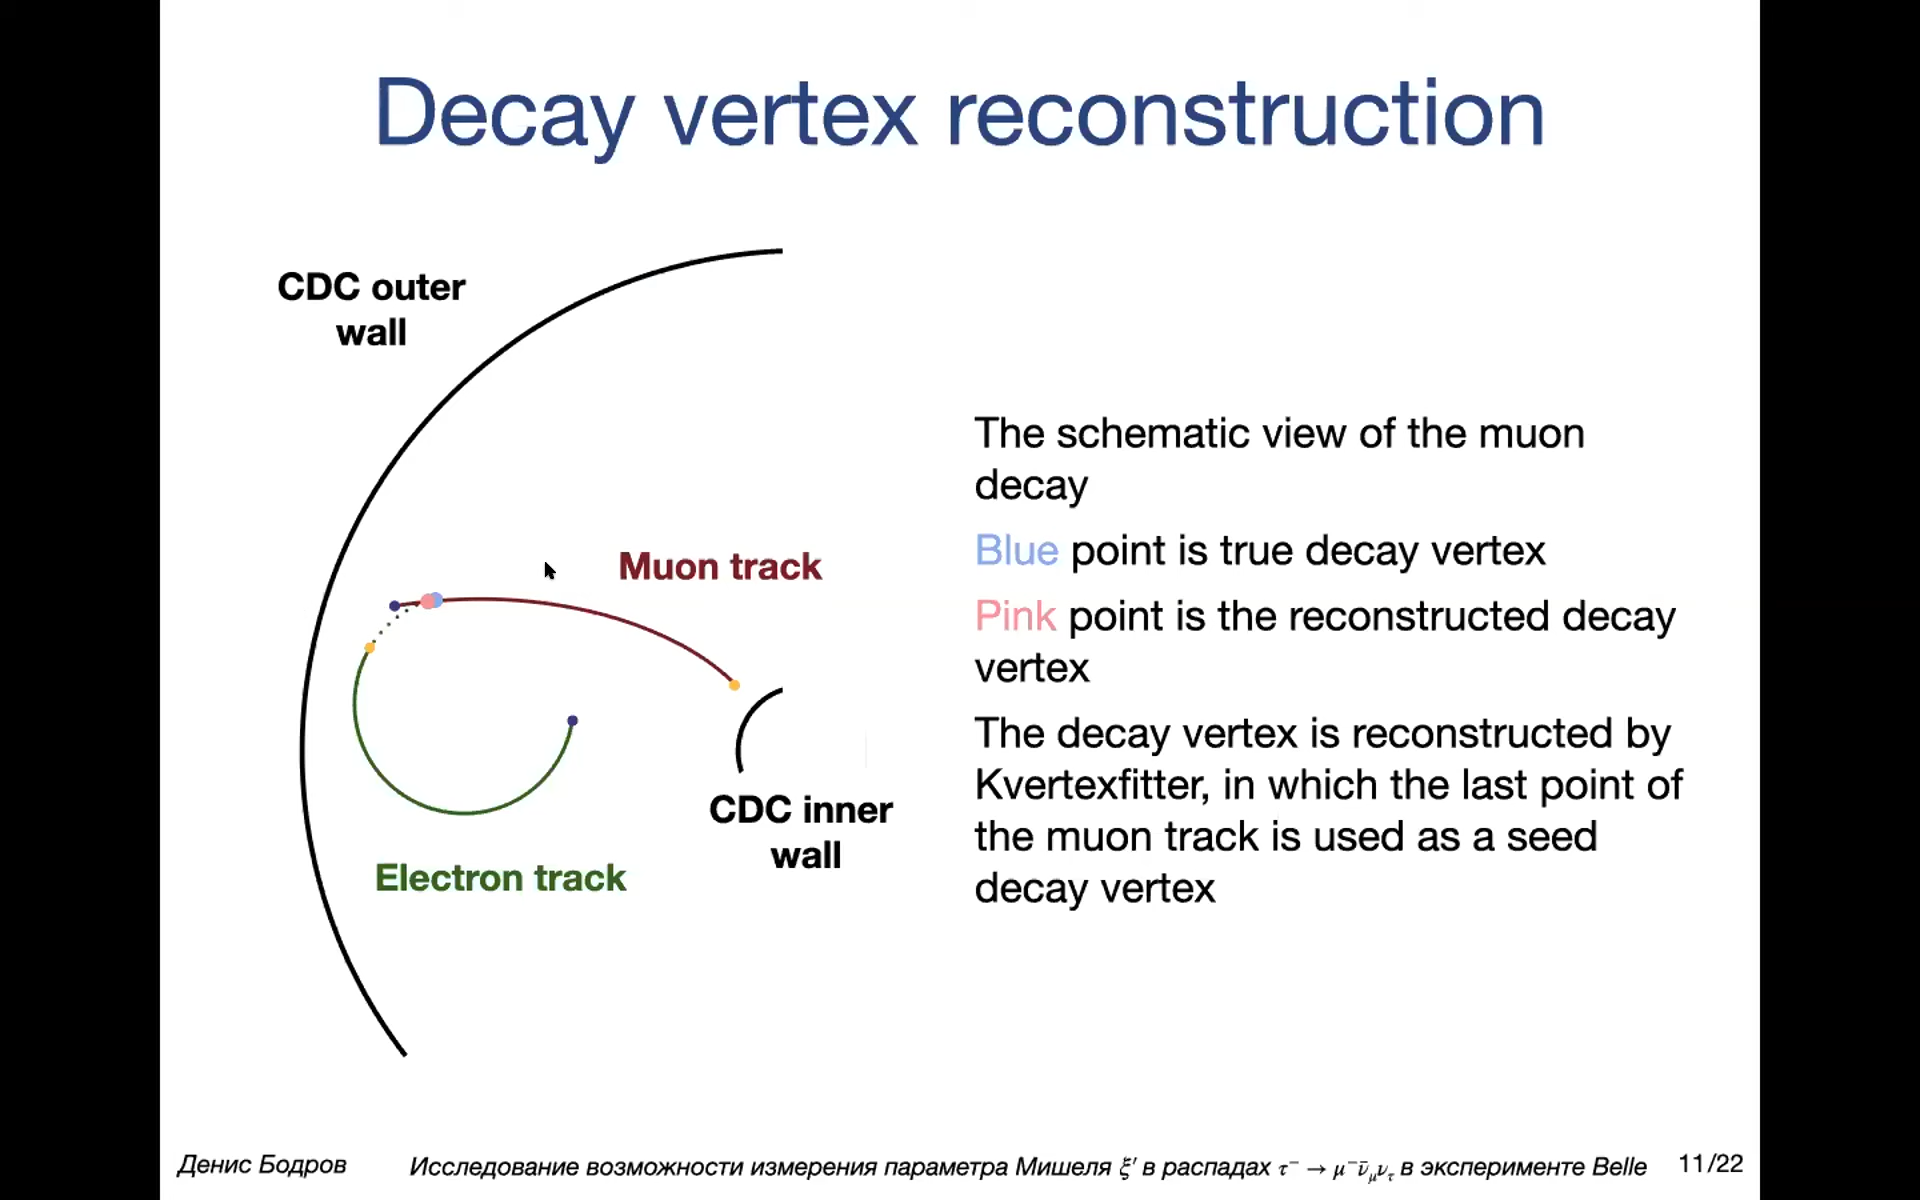 Decay vertex reconstruction
CDC outer
wall
Muon track
CDC inner
wall
Electron track
The schematic view of the muon
decay
Blue point is true decay vertex
Pink point is the reconstructed decay
vertex
The decay vertex is reconstructed by
Kvertexfitter, in which the last point of
the muon track is used as a seed
decay vertex
Денис Бодров
Исследование возможности измерения параметра Мишеля ξ′ в распадах τ⁻ → μ⁻ν̄_μν_τ в эксперименте Belle
11/22